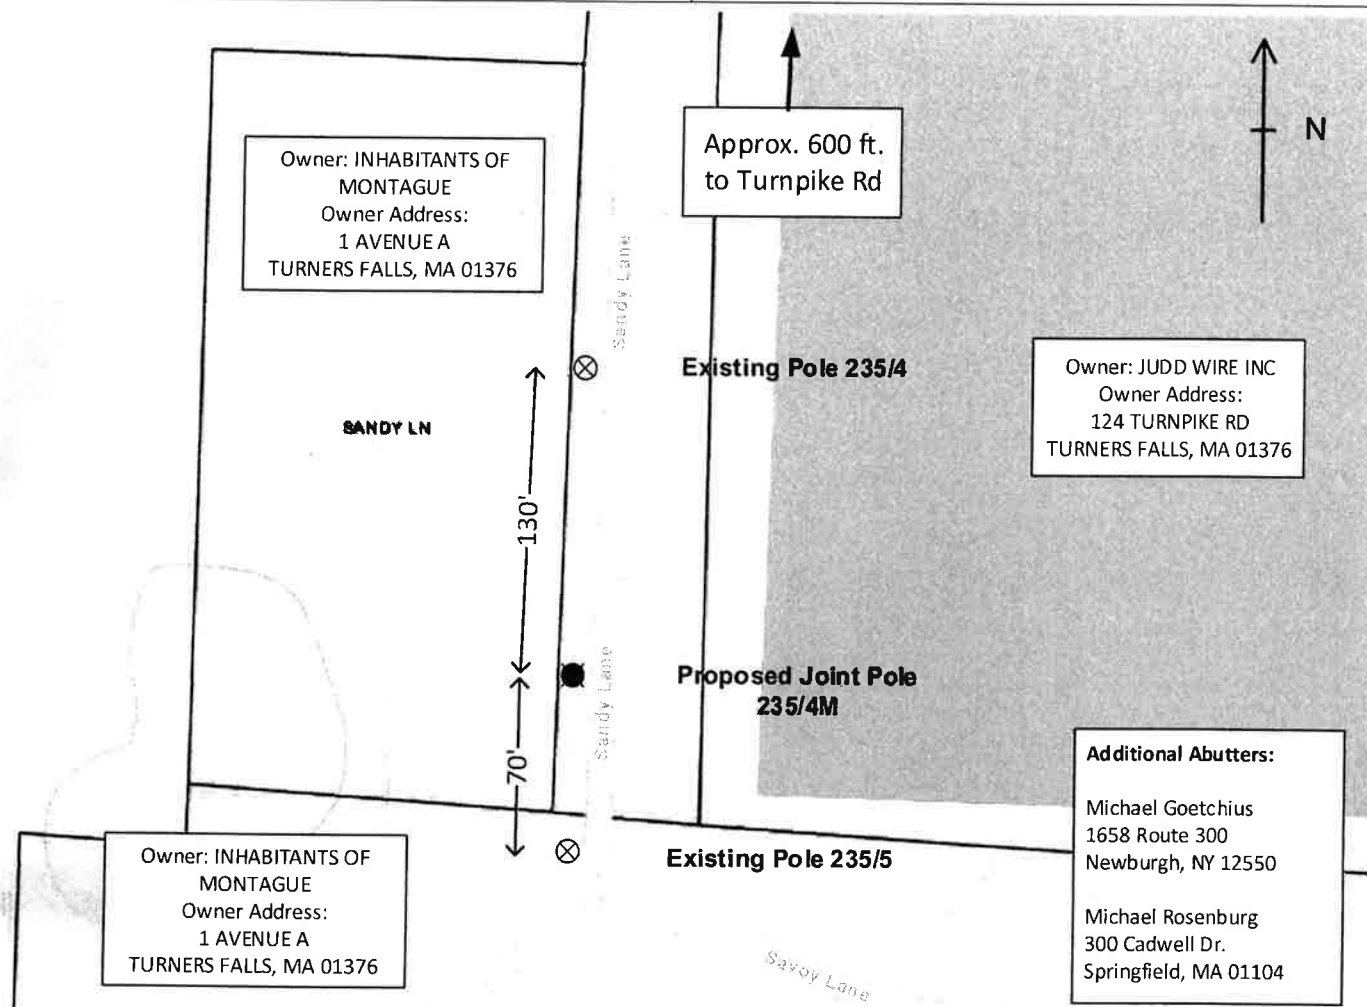 Owner: INHABITANTS OF
MONTAGUE
Owner Address:
1 AVENUE A
TURNERS FALLS, MA 01376
Approx. 600 ft.
to Turnpike Rd
N
Sandy Lane
Existing Pole 235/4
Owner: JUDD WIRE INC
Owner Address:
124 TURNPIKE RD
TURNERS FALLS, MA 01376
SANDY LN
130'
Proposed Joint Pole
235/4M
Sandy Lane
70'
Additional Abutters:
Michael Goetchius
1658 Route 300
Newburgh, NY 12550
Michael Rosenburg
300 Cadwell Dr.
Springfield, MA 01104
Existing Pole 235/5
Owner: INHABITANTS OF
MONTAGUE
Owner Address:
1 AVENUE A
TURNERS FALLS, MA 01376
Savoy Lane